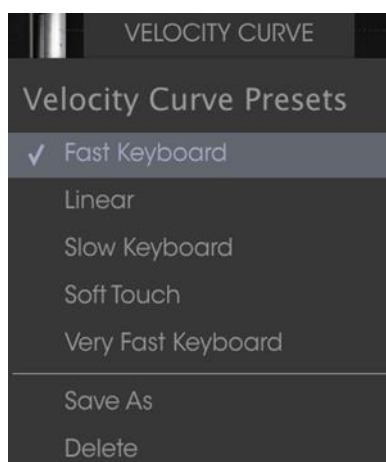 VELOCITY CURVE
Velocity Curve Presets
✓ Fast Keyboard
Linear
Slow Keyboard
Soft Touch
Very Fast Keyboard
Save As
Delete